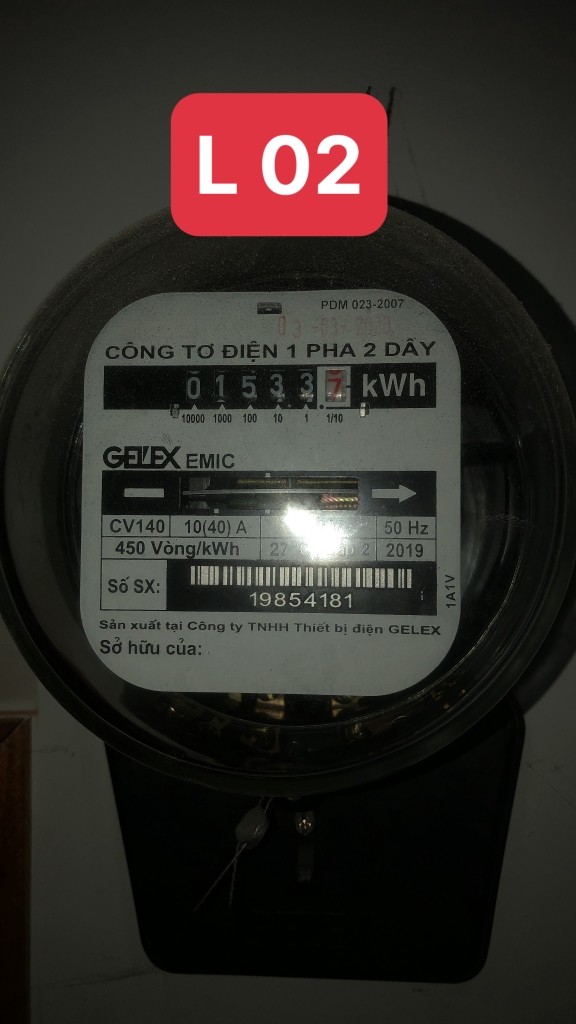 L 02
PDM 023-2007
CÔNG TƠ ĐIỆN 1 PHA 2 DÂY
0 1 5 3 3 7 kWh
10000 1000 100 10 1 1/10
GELEX EMIC
CV140 10(40) A 50 Hz
450 Vòng/kWh 27 2 2019
Số SX:
19854181
1A1V
Sản xuất tại Công ty TNHH Thiết bị điện GELEX
Sở hữu của: